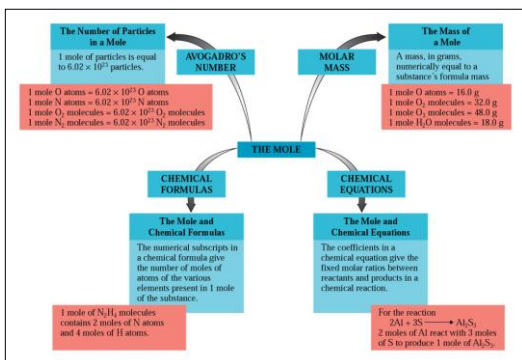 The Number of Particles
in a Mole
1 mole of particles is equal
to 6.02 × 10²³ particles.
1 mole O atoms = 6.02 × 10²³ O atoms
1 mole N atoms = 6.02 × 10²³ N atoms
1 mole O₂ molecules = 6.02 × 10²³ O₂ molecules
1 mole N₂ molecules = 6.02 × 10²³ N₂ molecules
AVOGADRO'S
NUMBER
MOLAR
MASS
The Mass of
a Mole
A mass, in grams,
numerically equal to a
substance's formula mass
1 mole O atoms = 16.0 g
1 mole O₂ molecules = 32.0 g
1 mole O₃ molecules = 48.0 g
1 mole H₂O molecules = 18.0 g
THE MOLE
CHEMICAL
FORMULAS
The Mole and
Chemical Formulas
The numerical subscripts in
a chemical formula give
the number of moles of
atoms of the various
elements present in 1 mole
of the substance.
1 mole of N₂H₄ molecules
contains 2 moles of N atoms
and 4 moles of H atoms.
CHEMICAL
EQUATIONS
The Mole and
Chemical Equations
The coefficients in a
chemical equation give the
fixed molar ratios between
reactants and products in a
chemical reaction.
For the reaction
2Al + 3S ⟶ Al₂S₃
2 moles of Al react with 3 moles
of S to produce 1 mole of Al₂S₃.